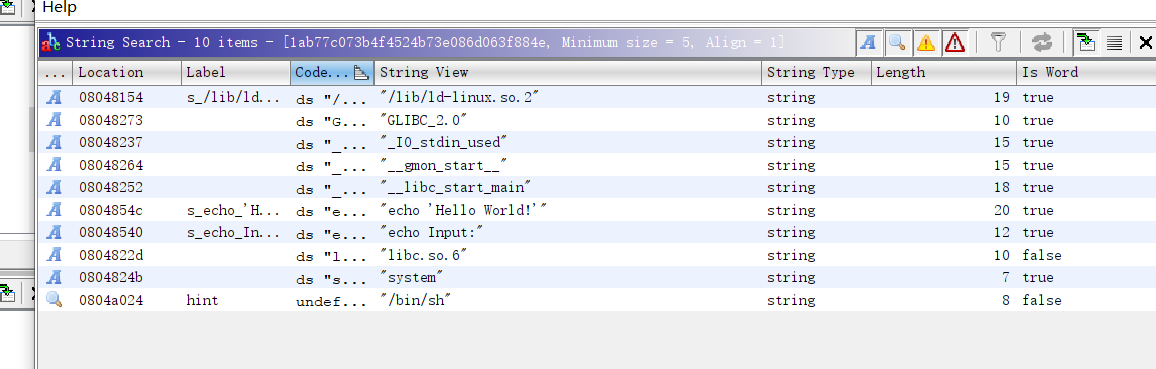 Help
String Search - 10 items - [1ab77c073b4f4524b73e086d063f884e, Minimum size = 5, Align = 1]
... Location Label Code... String View String Type Length Is Word
A 08048154 s_/lib/ld... ds "/... "/lib/ld-linux.so.2" string 19 true
A 08048273 ds "G... "GLIBC_2.0" string 10 true
A 08048237 ds "_... "_IO_stdin_used" string 15 true
A 08048264 ds "_... "__gmon_start__" string 15 true
A 08048252 ds "_... "__libc_start_main" string 18 true
A 0804854c s_echo_'H... ds "e... "echo 'Hello World!'" string 20 true
A 08048540 s_echo_In... ds "e... "echo Input:" string 12 true
A 0804822d ds "l... "libc.so.6" string 10 false
A 0804824b ds "s... "system" string 7 true
0804a024 hint undef... "/bin/sh" string 8 false